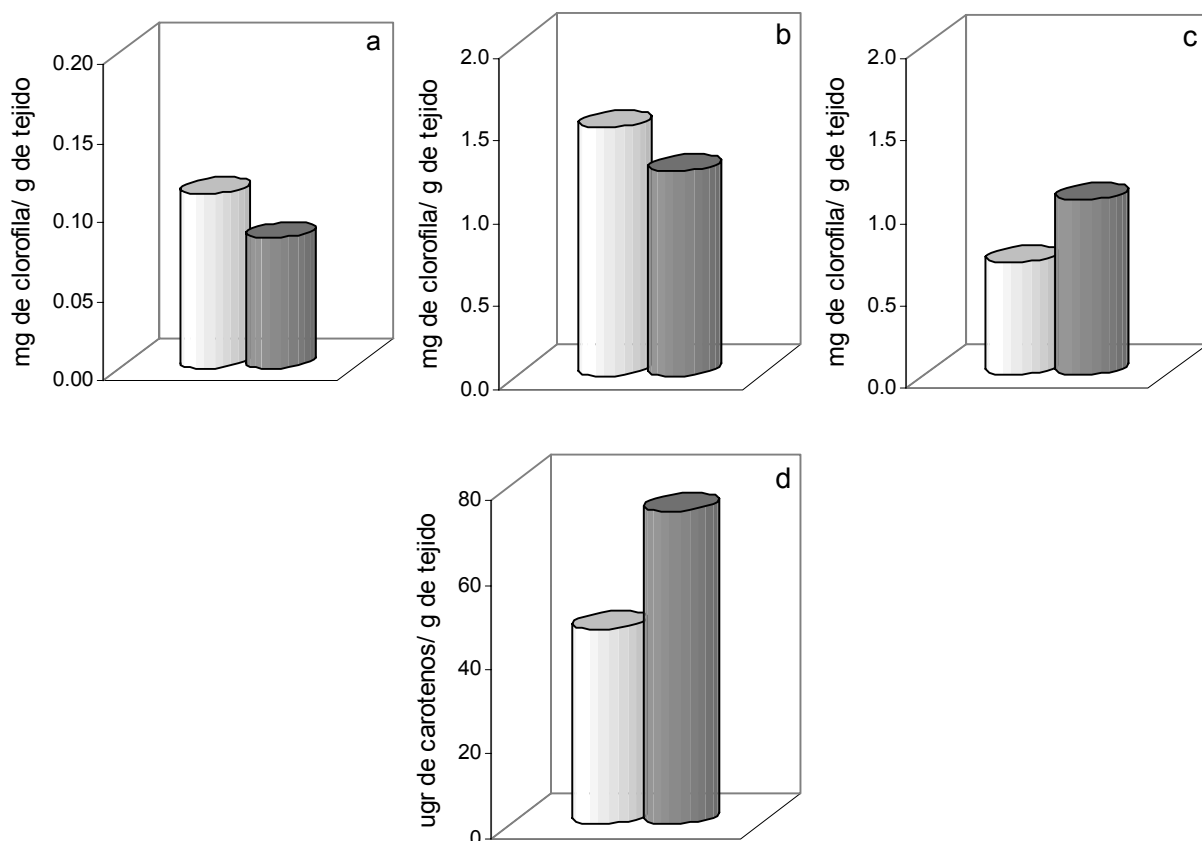 a
mg de clorofila/ g de tejido
0.20
0.15
0.10
0.05
0.00
b
mg de clorofila/ g de tejido
2.0
1.5
1.0
0.5
0.0
c
mg de clorofila/ g de tejido
2.0
1.5
1.0
0.5
0.0
d
ugr de carotenos/ g de tejido
80
60
40
20
0